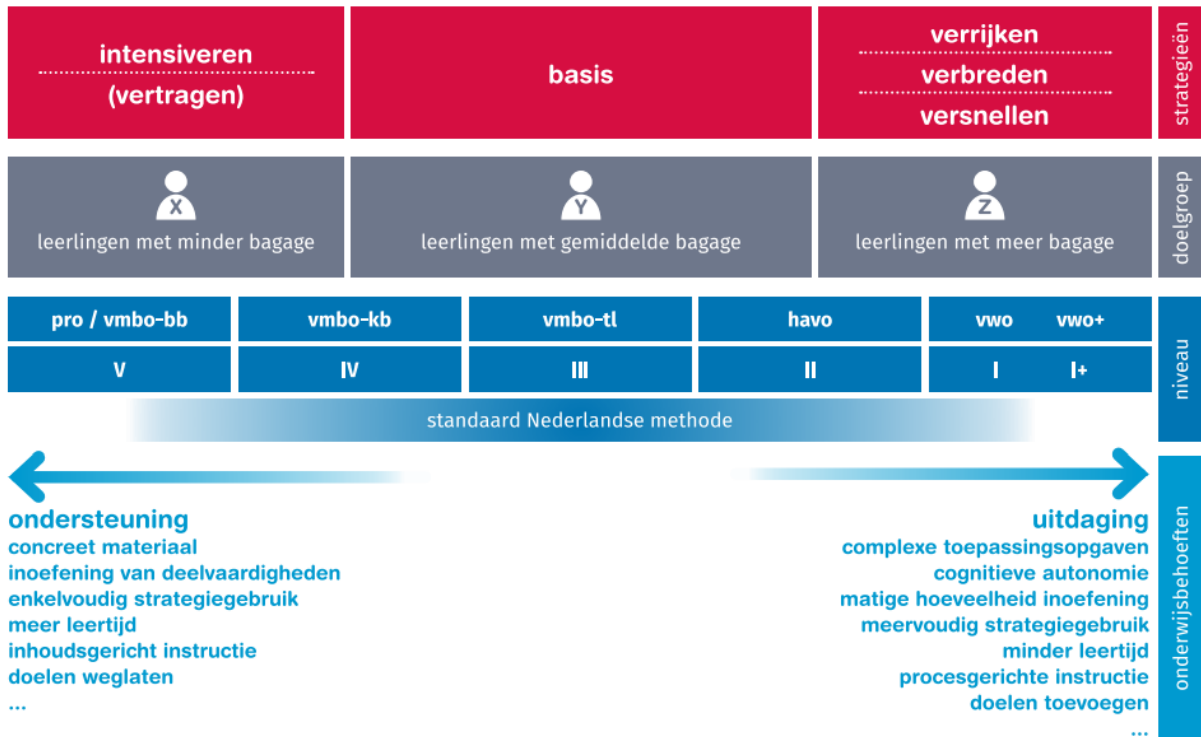 intensiveren
(vertragen)
basis
verrijken
verbreden
versnellen
strategieën
X
leerlingen met minder bagage
Y
leerlingen met gemiddelde bagage
Z
leerlingen met meer bagage
doelgroep
pro / vmbo-bb
vmbo-kb
vmbo-tl
havo
vwo vwo+
V
IV
III
II
I I+
niveau
standaard Nederlandse methode
ondersteuning
concreet materiaal
inoefening van deelvaardigheden
enkelvoudig strategiegebruik
meer leertijd
inhoudsgericht instructie
doelen weglaten
...
uitdaging
complexe toepassingsopgaven
cognitieve autonomie
matige hoeveelheid inoefening
meervoudig strategiegebruik
minder leertijd
procesgerichte instructie
doelen toevoegen
...
onderwijsbehoeften